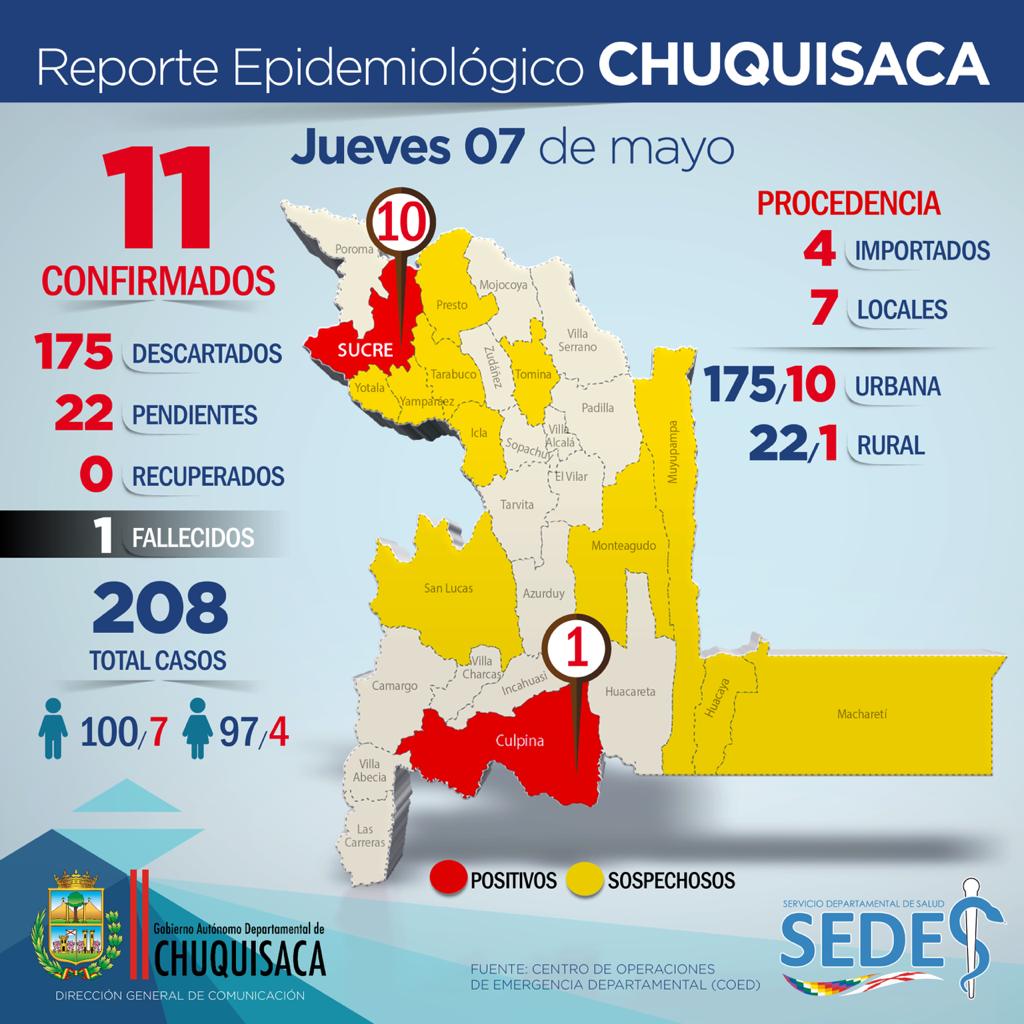 Reporte Epidemiológico CHUQUISACA
Jueves 07 de mayo
11
CONFIRMADOS
175 DESCARTADOS
22 PENDIENTES
0 RECUPERADOS
1 FALLECIDOS
208
TOTAL CASOS
100/7 97/4
PROCEDENCIA
4 IMPORTADOS
7 LOCALES
175/10 URBANA
22/1 RURAL
10
Poroma
SUCRE
Presto
Mojocoya
Villa
Serrano
Yotala
Yamparáez
Tarabuco
Zudáñez
Tomina
Padilla
Icla
Sopachuy
Villa
Alcalá
El Vilar
Tarvita
Muyupampa
Monteagudo
San Lucas
Azurduy
1
Camargo
Villa
Charcas
Incahuasi
Huacareta
Huacaya
Macharetí
Culpina
Villa
Abecia
Las
Carreras
POSITIVOS SOSPECHOSOS
Gobierno Autónomo Departamental de
CHUQUISACA
DIRECCIÓN GENERAL DE COMUNICACIÓN
FUENTE: CENTRO DE OPERACIONES
DE EMERGENCIA DEPARTAMENTAL (COED)
SERVICIO DEPARTAMENTAL DE SALUD
SEDES